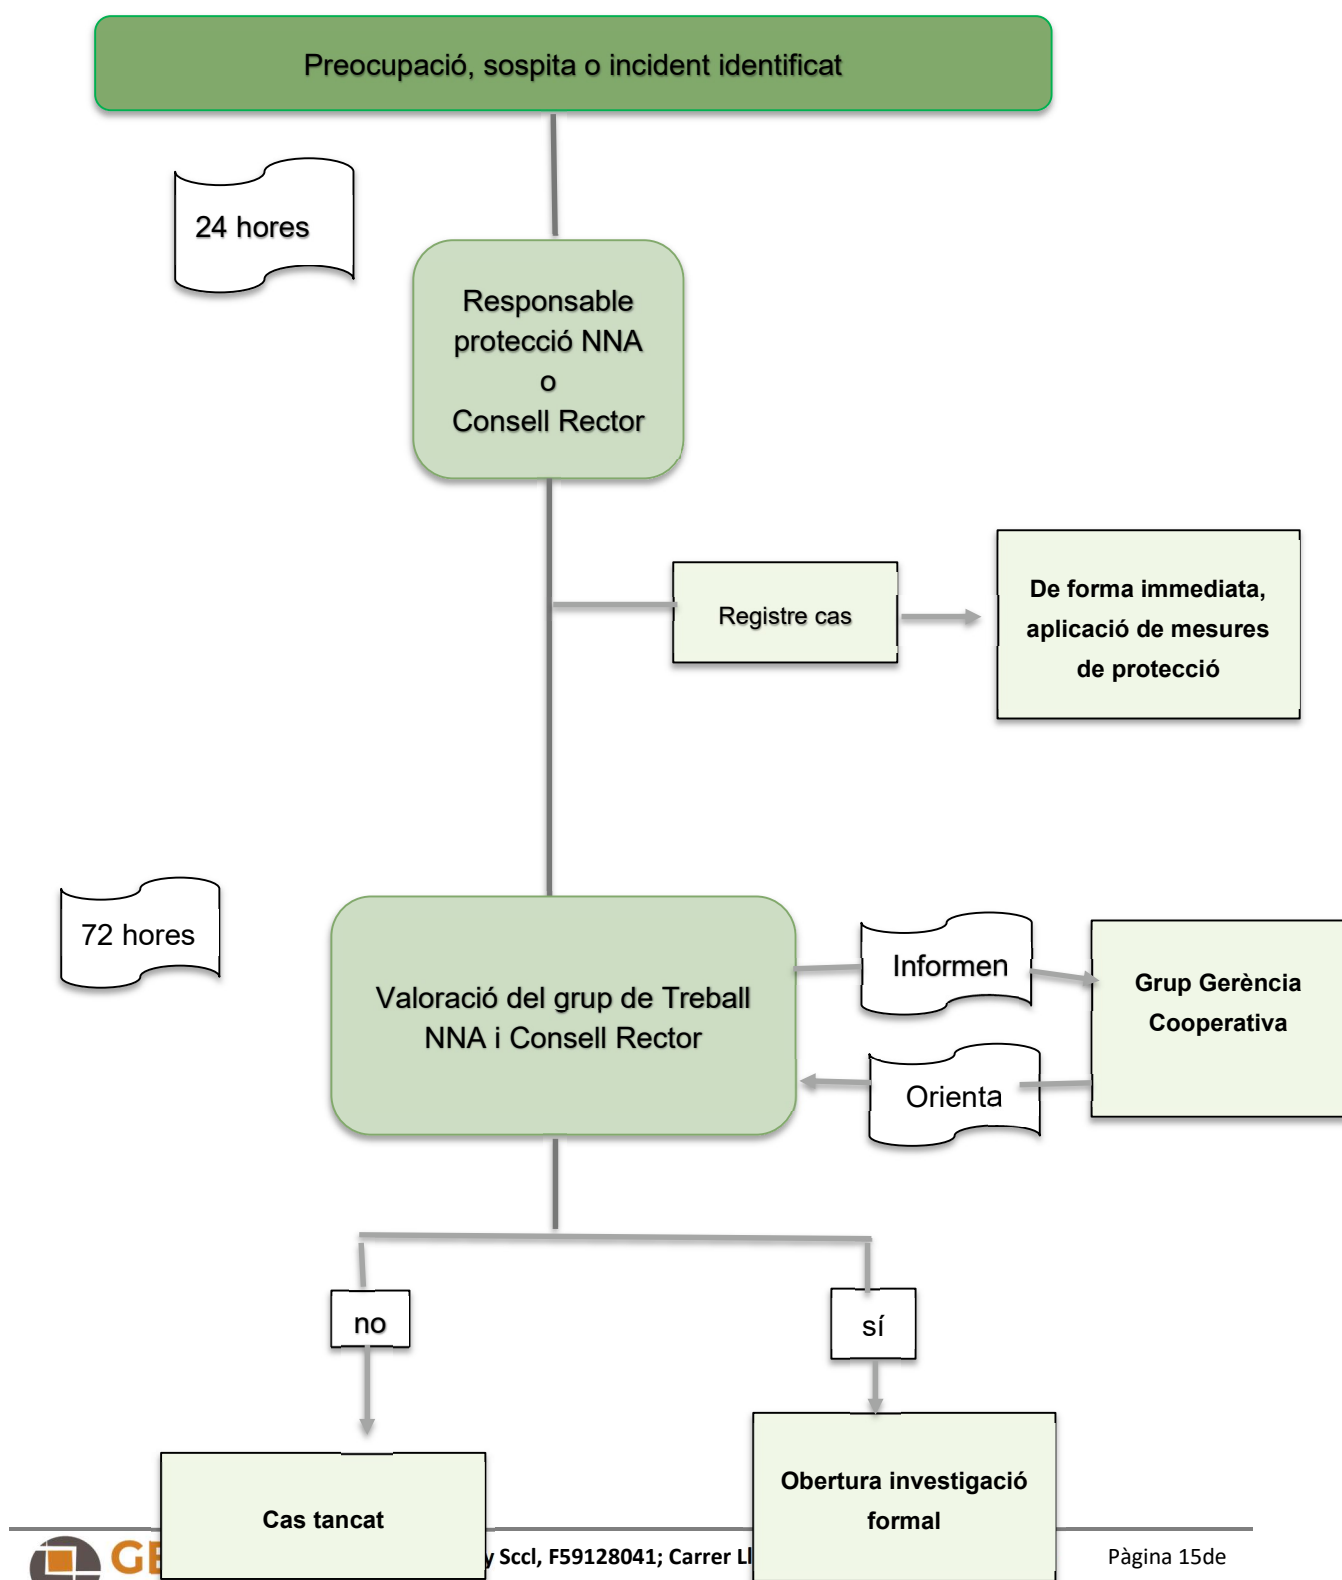 Preocupació, sospita o incident identificat
24 hores
Responsable
protecció NNA
o
Consell Rector
Registre cas
De forma immediata,
aplicació de mesures
de protecció
72 hores
Valoració del grup de Treball
NNA i Consell Rector
Informen
Grup Gerència
Cooperativa
Orienta
no
sí
Cas tancat
Obertura investigació
formal
Sccl, F59128041; Carrer
Pàgina 15de